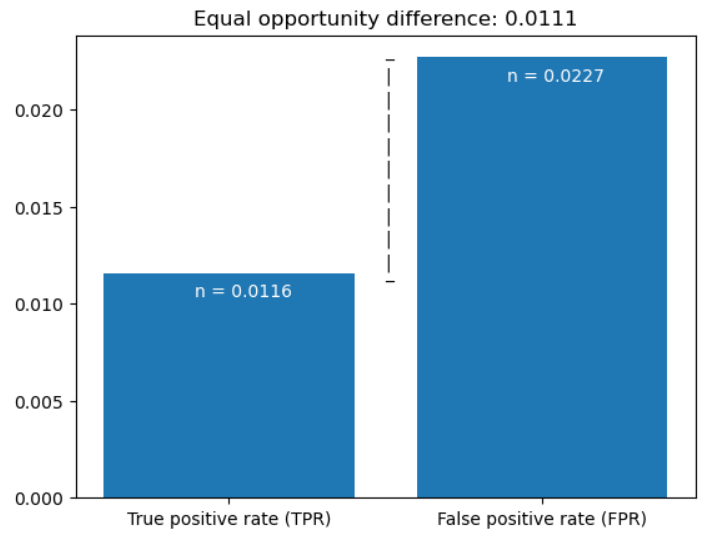 Equal opportunity difference: 0.0111
0.020
0.015
0.010
0.005
0.000
n = 0.0116
n = 0.0227
True positive rate (TPR)
False positive rate (FPR)